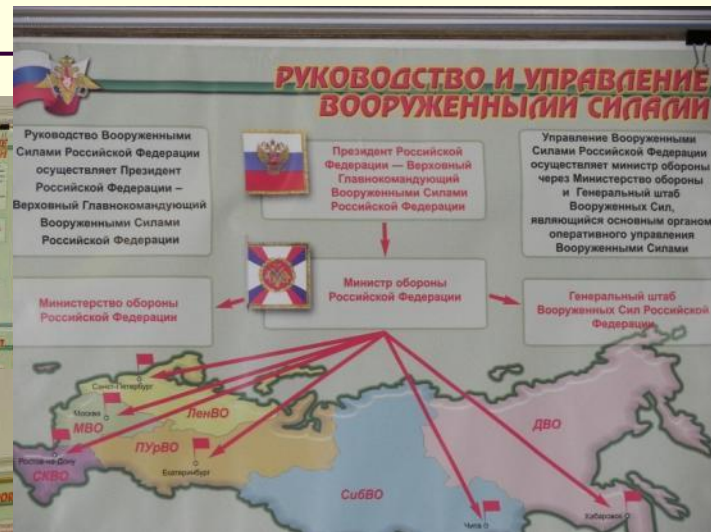 РУКОВОДСТВО И УПРАВЛЕНИЕ
ВООРУЖЕННЫМИ СИЛАМИ
Руководство Вооруженными
Силами Российской Федерации
осуществляет Президент
Российской Федерации –
Верховный Главнокомандующий
Вооруженными Силами
Российской Федерации
Президент Российской
Федерации — Верховный
Главнокомандующий
Вооруженными Силами
Российской Федерации
Управление Вооруженными
Силами Российской Федерации
осуществляет министр обороны
через Министерство обороны
и Генеральный штаб
Вооруженных Сил,
являющийся основным органом
оперативного управления
Вооруженными Силами
Министр обороны
Российской Федерации
Министерство обороны
Российской Федерации
Генеральный штаб
Вооруженных Сил Российской
Федерации
Санкт-Петербург
Москва
ЛенВО
МВО
ДВО
ПУрВО
Ростов-на-Дону
Екатеринбург
СКВО
СибВО
Чита
Хабаровск